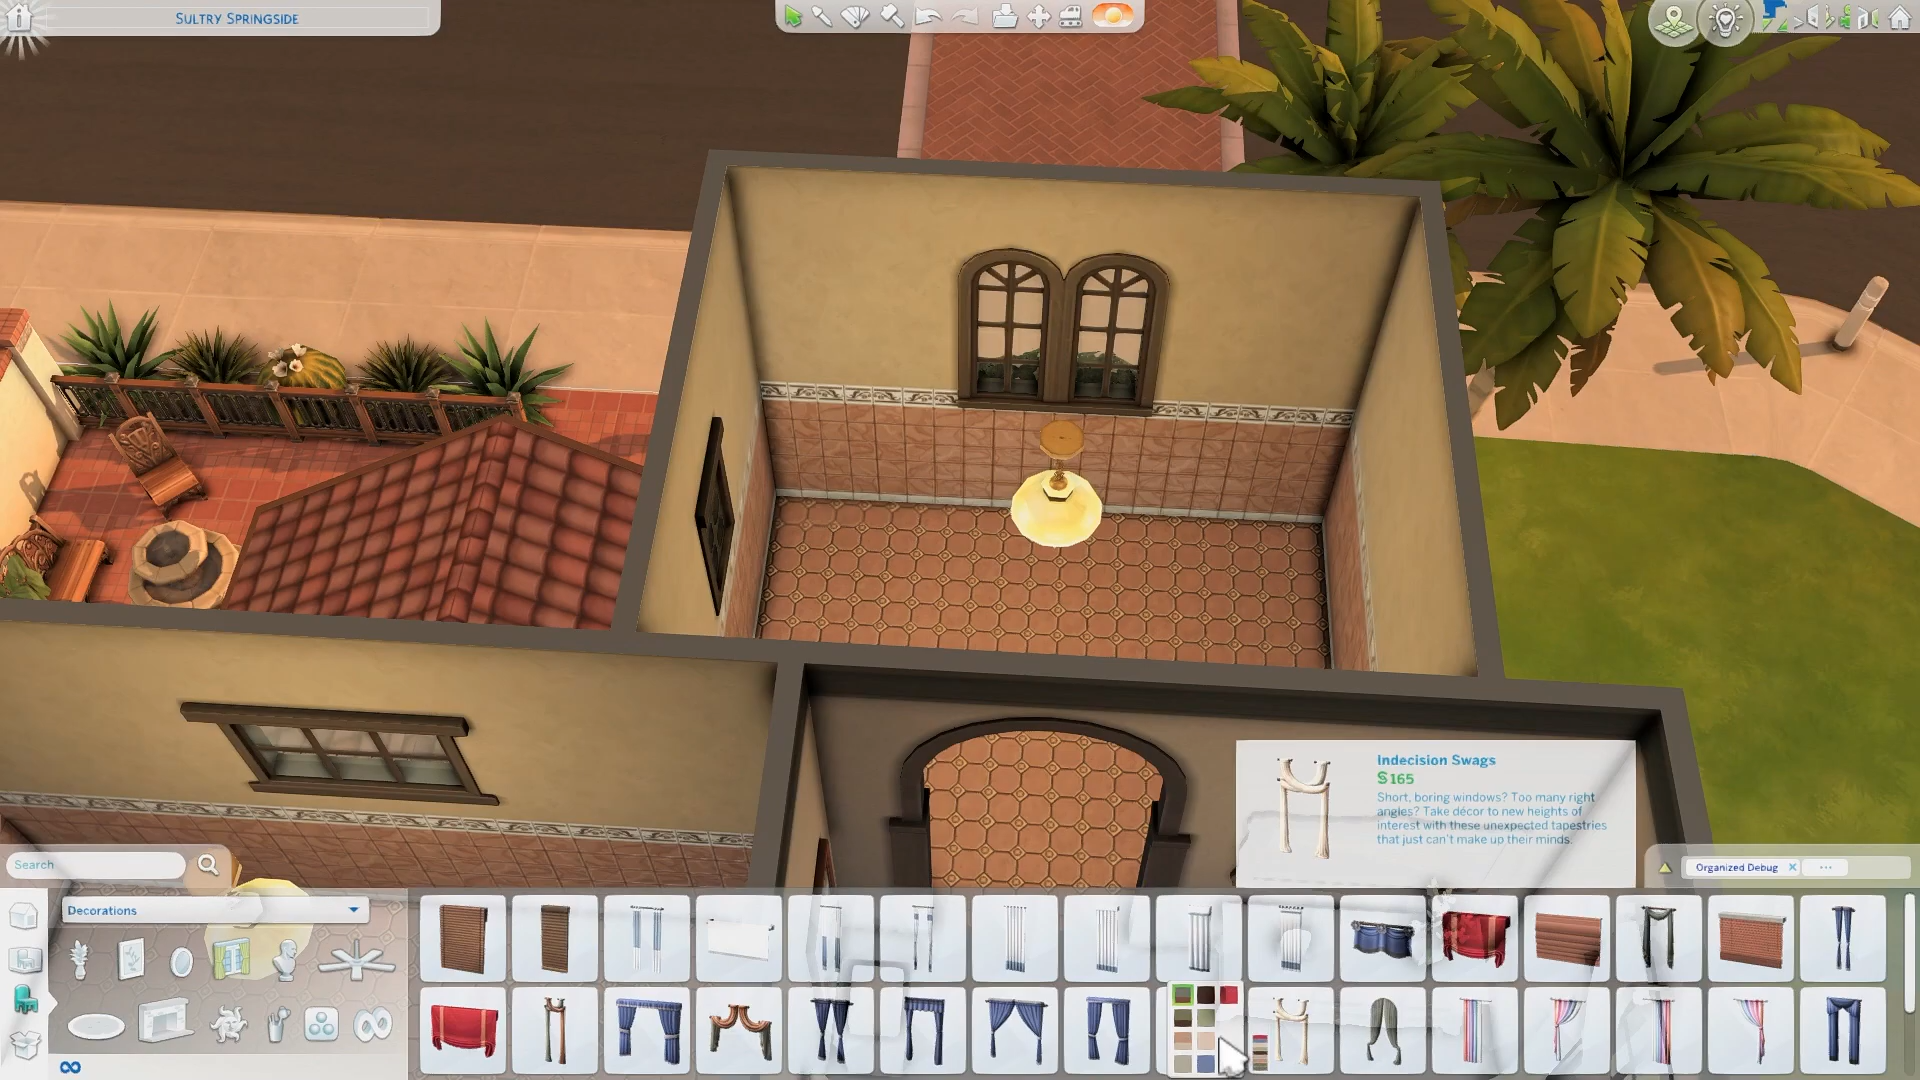 SULTRY SPRINGSIDE
Indecision Swags
§165
Short, boring windows? Too many right
angles? Take décor to new heights of
interest with these unexpected tapestries
that just can't make up their minds.
Search
Organized Debug
Decorations